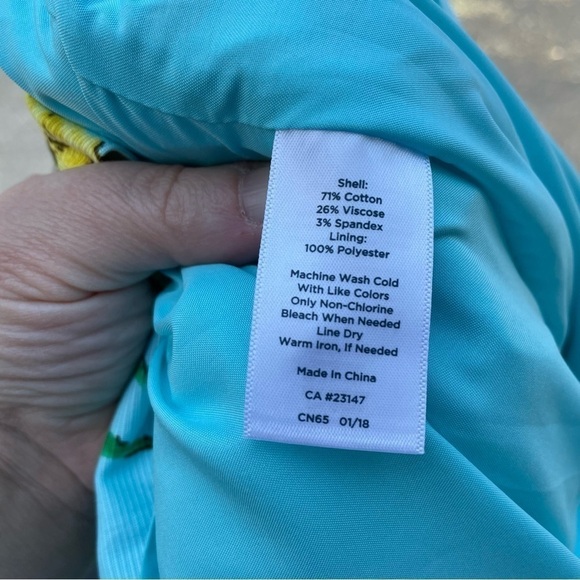 Shell:
71% Cotton
26% Viscose
3% Spandex
Lining:
100% Polyester
Machine Wash Cold
With Like Colors
Only Non-Chlorine
Bleach When Needed
Line Dry
Warm Iron, If Needed
Made In China
CA #23147
CN65 01/18